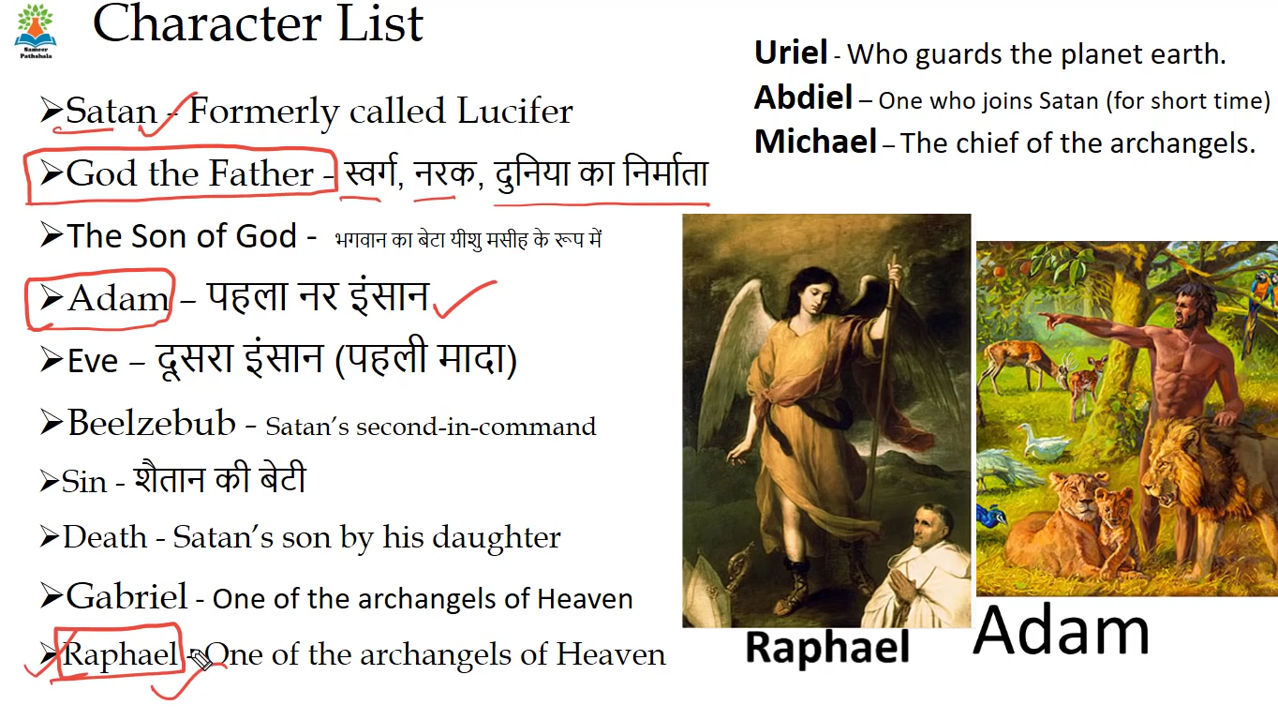 Character List
Sameer
Pathshala
➤Satan - Formerly called Lucifer
➤God the Father - स्वर्ग, नरक, दुनिया का निर्माता
➤The Son of God - भगवान का बेटा यीशु मसीह के रूप में
➤Adam – पहला नर इंसान
➤Eve – दूसरा इंसान (पहली मादा)
➤Beelzebub - Satan’s second-in-command
➤Sin - शैतान की बेटी
➤Death - Satan’s son by his daughter
➤Gabriel - One of the archangels of Heaven
➤Raphael - One of the archangels of Heaven
Uriel - Who guards the planet earth.
Abdiel – One who joins Satan (for short time)
Michael – The chief of the archangels.
Raphael
Adam